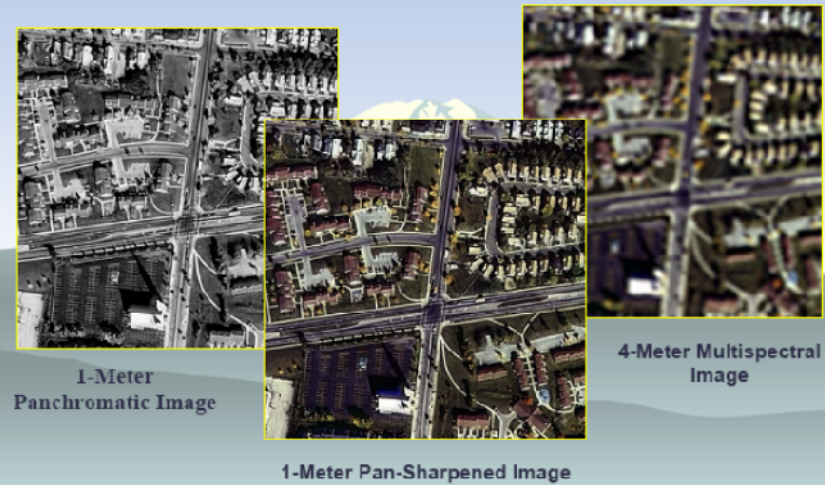 1-Meter
Panchromatic Image
4-Meter Multispectral
Image
1-Meter Pan-Sharpened Image